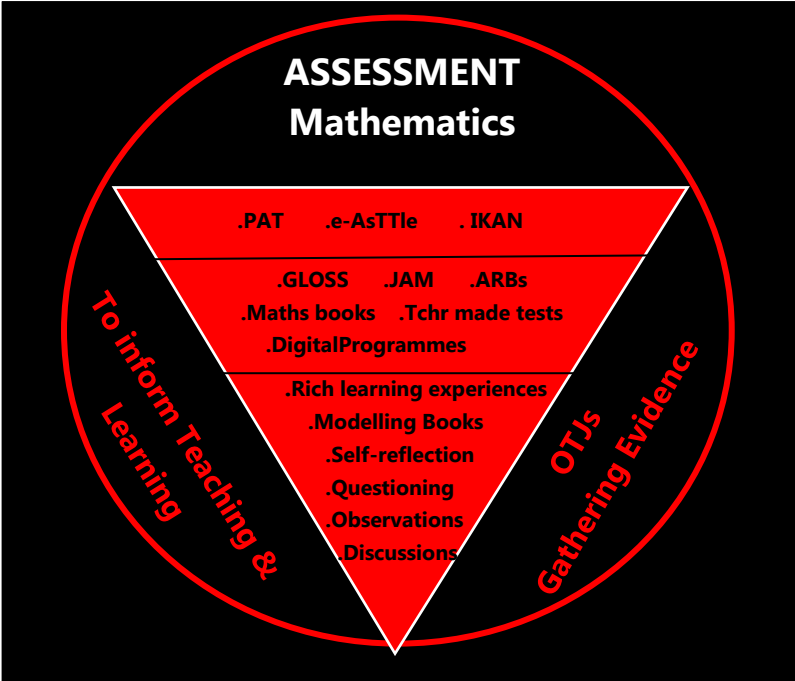 ASSESSMENT
Mathematics
.PAT .e-AsTTle . IKAN
.GLOSS .JAM .ARBs
.Maths books .Tchr made tests
.DigitalProgrammes
.Rich learning experiences
.Modelling Books
.Self-reflection
.Questioning
.Observations
.Discussions
To inform Teaching &
Learning
OTJs
Gathering Evidence